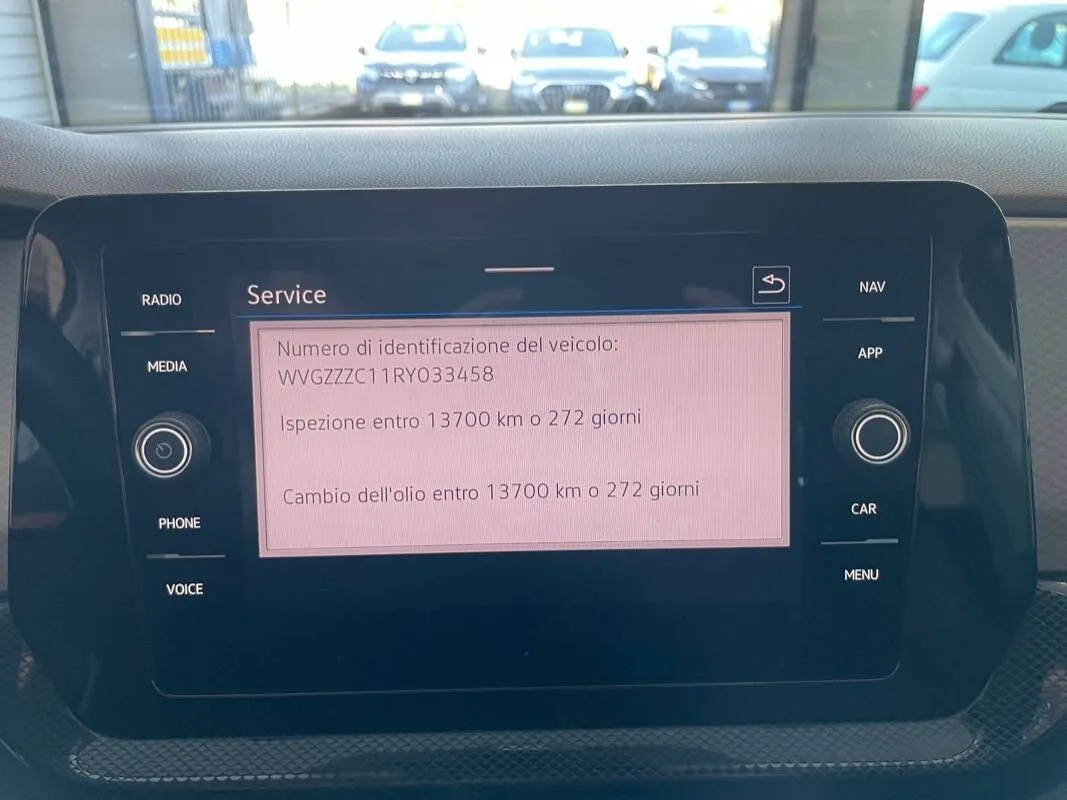 Service
RADIO
MEDIA
PHONE
VOICE
Numero di identificazione del veicolo:
WVGZZZC11RY033458
Ispezione entro 13700 km o 272 giorni
Cambio dell'olio entro 13700 km o 272 giorni
NAV
APP
CAR
MENU